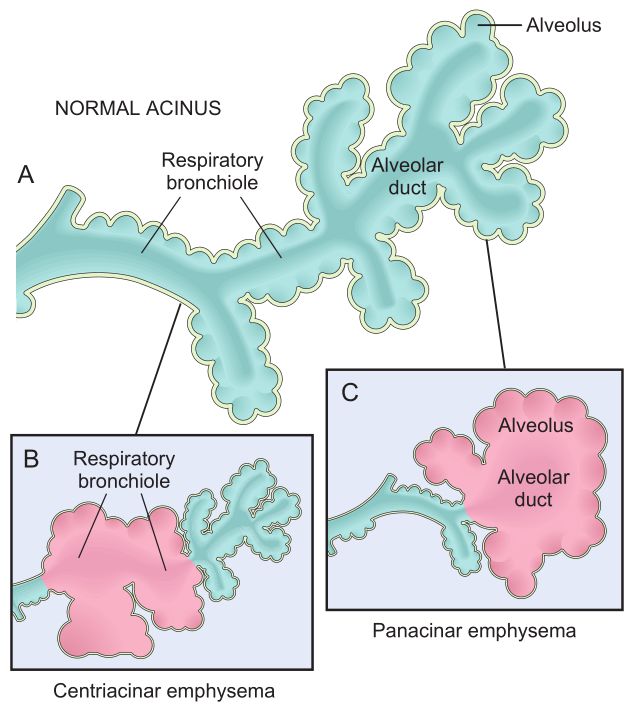 Alveolus
NORMAL ACINUS
A
Respiratory
bronchiole
Alveolar
duct
B
Respiratory
bronchiole
Centriacinar emphysema
C
Alveolus
Alveolar
duct
Panacinar emphysema